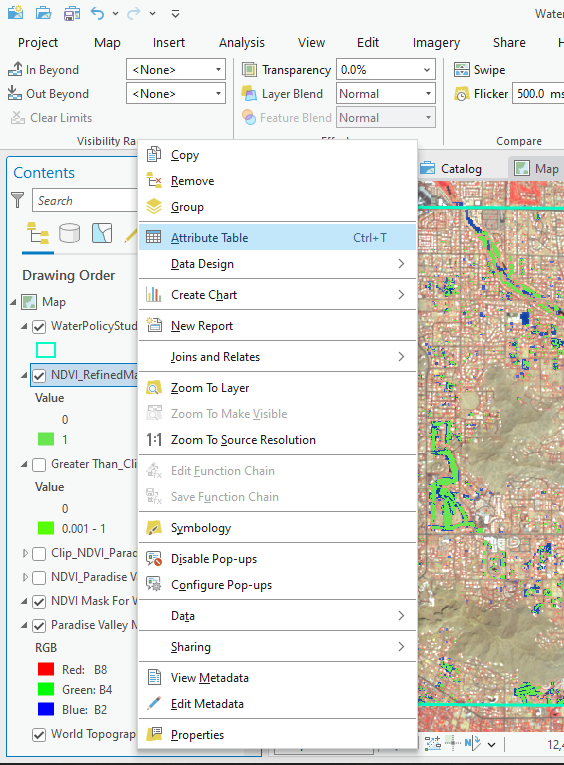 Water
Project Map Insert Analysis View Edit Imagery Share H
In Beyond <None> Transparency 0.0% Swipe
Out Beyond <None> Layer Blend Normal Flicker 500.0 ms
Clear Limits Feature Blend Normal
Visibility Ra Compare
Contents
Search
Drawing Order
Map
WaterPolicyStud
NDVI_RefinedMa
Value
0
1
Greater Than_Cli
Value
0
0.001 - 1
Clip_NDVI_Parad
NDVI_Paradise Va
NDVI Mask For W
Paradise Valley M
RGB
Red: B8
Green: B4
Blue: B2
World Topograp
Copy
Remove
Group
Attribute Table Ctrl+T
Data Design
Create Chart
New Report
Joins and Relates
Zoom To Layer
Zoom To Make Visible
1:1 Zoom To Source Resolution
Edit Function Chain
Save Function Chain
Symbology
Disable Pop-ups
Configure Pop-ups
Data
Sharing
View Metadata
Edit Metadata
Properties
Catalog Map
12,4